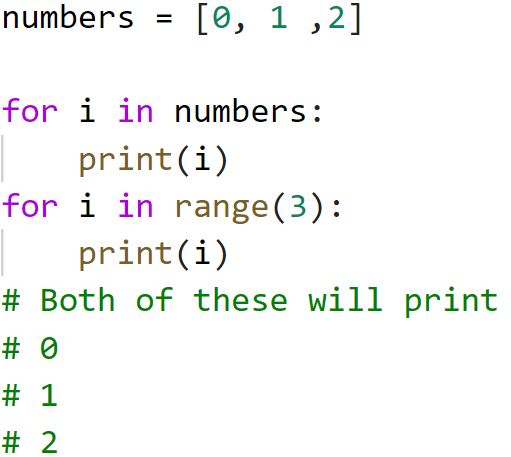 numbers = [0, 1 ,2]

for i in numbers:
    print(i)
for i in range(3):
    print(i)
# Both of these will print
# 0
# 1
# 2